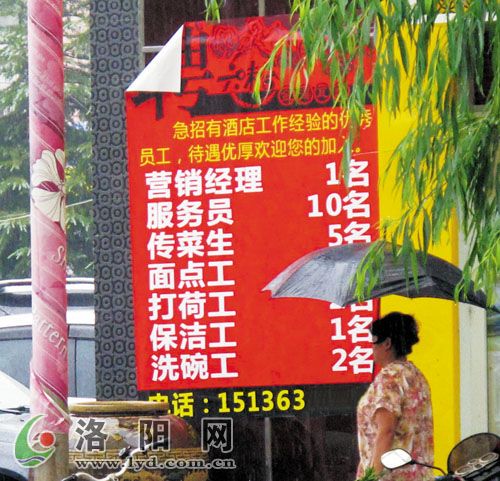 急招有酒店工作经验的优秀
员工，待遇优厚欢迎您的加入。
营销经理 1名
服务员 10名
传菜生 5名
面点工
打荷工 名
保洁工 1名
洗碗工 2名
电话：151363
洛阳网
www.lyd.com.cn